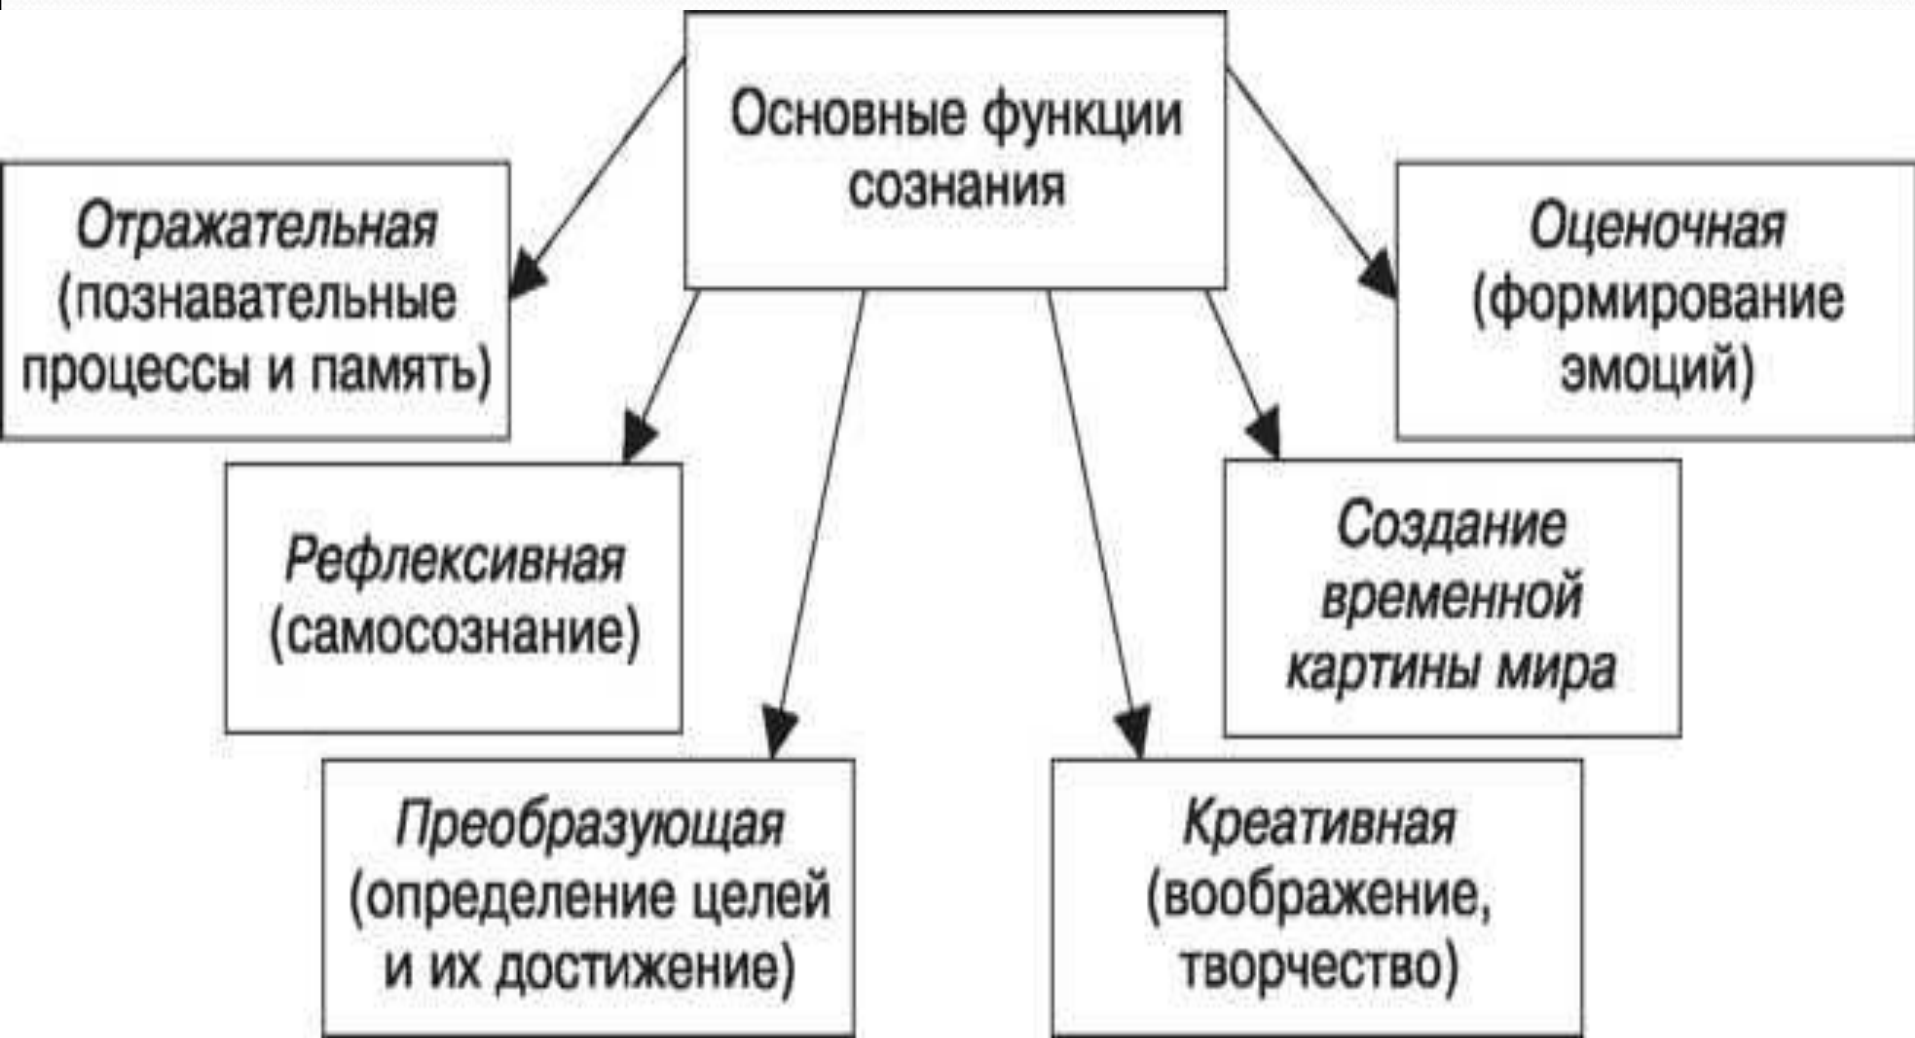 Основные функции
сознания
Отражательная
(познавательные
процессы и память)
Оценочная
(формирование
эмоций)
Рефлексивная
(самосознание)
Создание
временной
картины мира
Преобразующая
(определение целей
и их достижение)
Креативная
(воображение,
творчество)